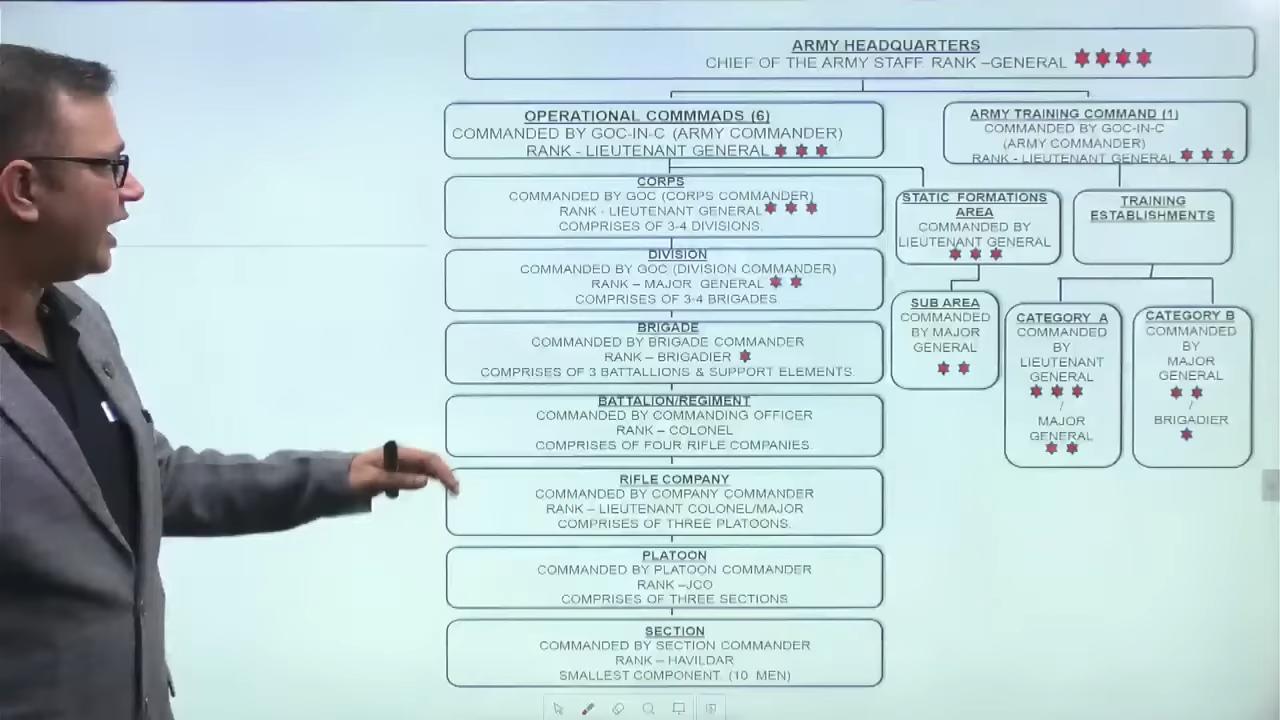 ARMY HEADQUARTERS
CHIEF OF THE ARMY STAFF RANK –GENERAL
OPERATIONAL COMMMADS (6)
COMMANDED BY GOC-IN-C (ARMY COMMANDER)
RANK - LIEUTENANT GENERAL
ARMY TRAINING COMMAND (1)
COMMANDED BY GOC-IN-C
(ARMY COMMANDER)
RANK - LIEUTENANT GENERAL
CORPS
COMMANDED BY GOC (CORPS COMMANDER)
RANK - LIEUTENANT GENERAL
COMPRISES OF 3-4 DIVISIONS.
STATIC FORMATIONS
AREA
COMMANDED BY
LIEUTENANT GENERAL
TRAINING
ESTABLISHMENTS
DIVISION
COMMANDED BY GOC (DIVISION COMMANDER)
RANK – MAJOR GENERAL
COMPRISES OF 3-4 BRIGADES
SUB AREA
COMMANDED
BY MAJOR
GENERAL
CATEGORY A
COMMANDED
BY
LIEUTENANT
GENERAL
/
MAJOR
GENERAL
CATEGORY B
COMMANDED
BY
MAJOR
GENERAL
/
BRIGADIER
BRIGADE
COMMANDED BY BRIGADE COMMANDER
RANK – BRIGADIER
COMPRISES OF 3 BATTALLIONS & SUPPORT ELEMENTS
BATTALION/REGIMENT
COMMANDED BY COMMANDING OFFICER
RANK – COLONEL
COMPRISES OF FOUR RIFLE COMPANIES.
RIFLE COMPANY
COMMANDED BY COMPANY COMMANDER
RANK – LIEUTENANT COLONEL/MAJOR
COMPRISES OF THREE PLATOONS.
PLATOON
COMMANDED BY PLATOON COMMANDER
RANK –JCO
COMPRISES OF THREE SECTIONS
SECTION
COMMANDED BY SECTION COMMANDER
RANK – HAVILDAR
SMALLEST COMPONENT (10 MEN)